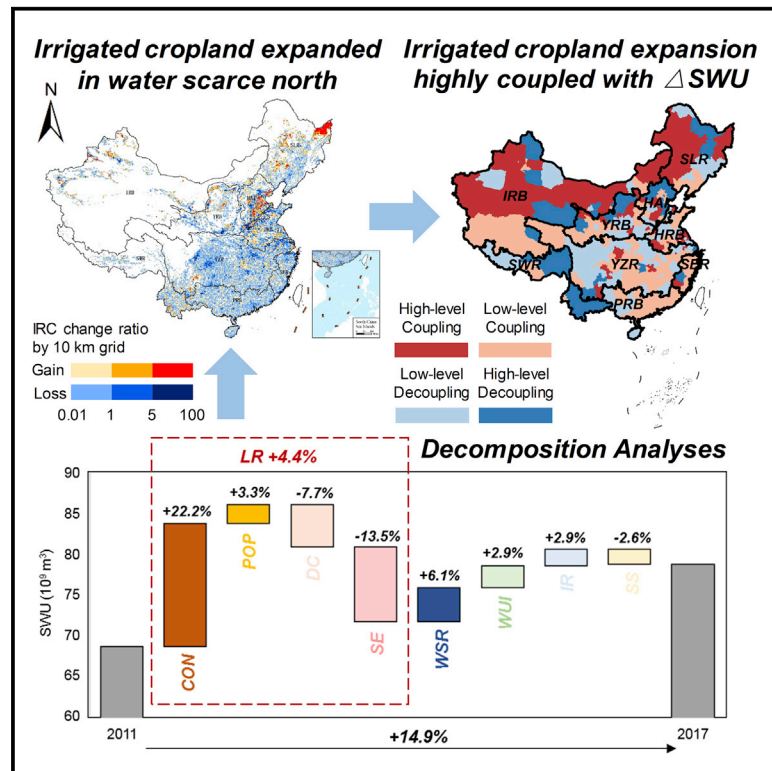 Irrigated cropland expanded
in water scarce north
Irrigated cropland expansion
highly coupled with △SWU
N
SLR
IRB
HAI
YRB
HRB
SWR
YZR
SER
PRB
IRC change ratio
by 10 km grid
Gain
Loss
0.01 1 5 100
High-level
Coupling
Low-level
Coupling
Low-level
Decoupling
High-level
Decoupling
Decomposition Analyses
LR +4.4%
SWU (10⁹ m³)
90
85
80
75
70
65
60
+22.2%
+3.3%
-7.7%
-13.5%
+6.1%
+2.9%
+2.9%
-2.6%
CON
POP
DC
SE
WSR
WUI
IR
SS
2011
2017
+14.9%